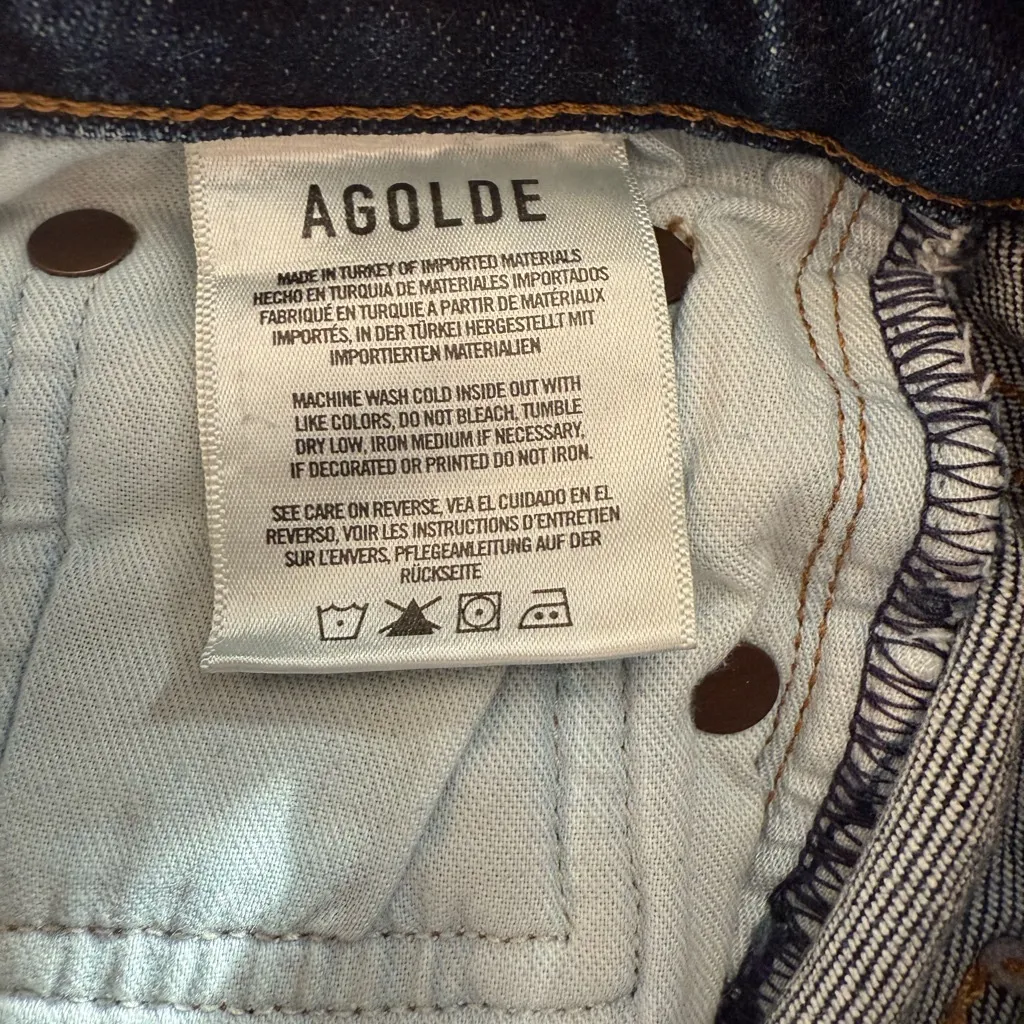 AGOLDE
MADE IN TURKEY OF IMPORTED MATERIALS
HECHO EN TURQUIA DE MATERIALES IMPORTADOS
FABRIQUÉ EN TURQUIE A PARTIR DE MATÉRIAUX
IMPORTÉS, IN DER TÜRKEI HERGESTELLT MIT
IMPORTIERTEN MATERIALIEN
MACHINE WASH COLD INSIDE OUT WITH
LIKE COLORS, DO NOT BLEACH, TUMBLE
DRY LOW, IRON MEDIUM IF NECESSARY,
IF DECORATED OR PRINTED DO NOT IRON.
SEE CARE ON REVERSE, VEA EL CUIDADO EN EL
REVERSO, VOIR LES INSTRUCTIONS D'ENTRETIEN
SUR L'ENVERS, PFLEGEANLEITUNG AUF DER
RÜCKSEITE